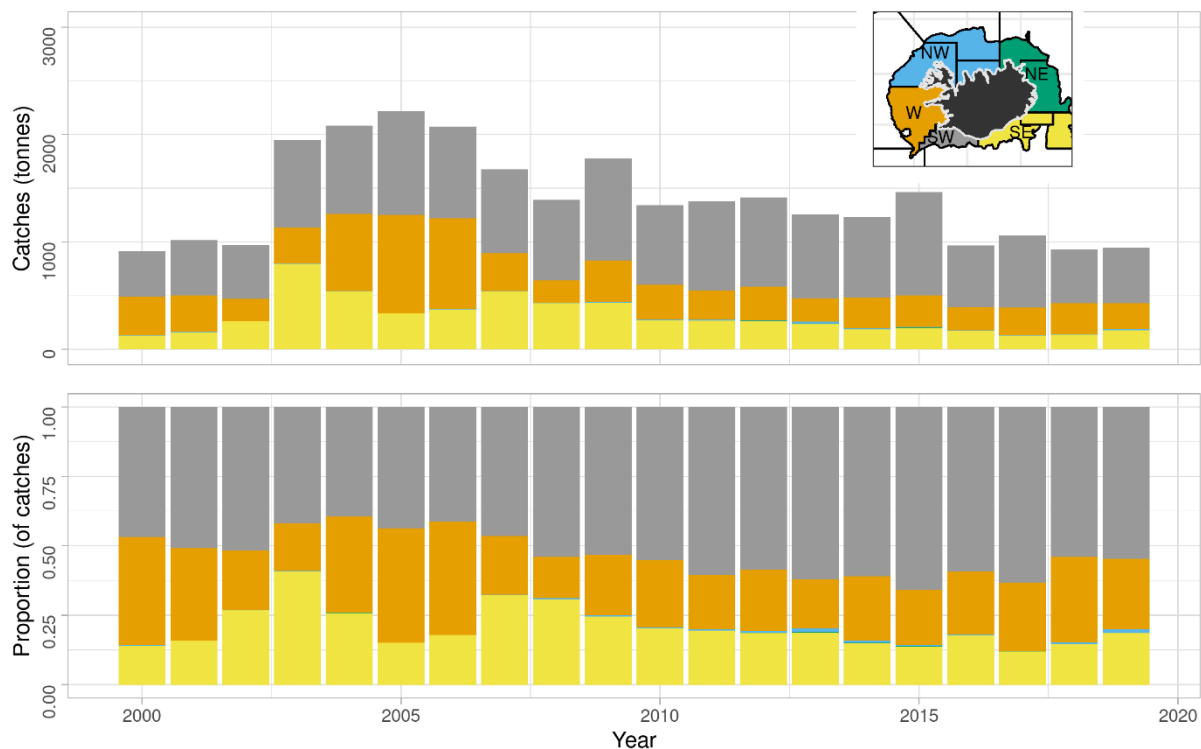 Catches (tonnes)
3000
2000
1000
0
NW
NE
W
SW
SE
Proportion (of catches)
1.00
0.75
0.50
0.25
0.00
2000
2005
2010
2015
2020
Year